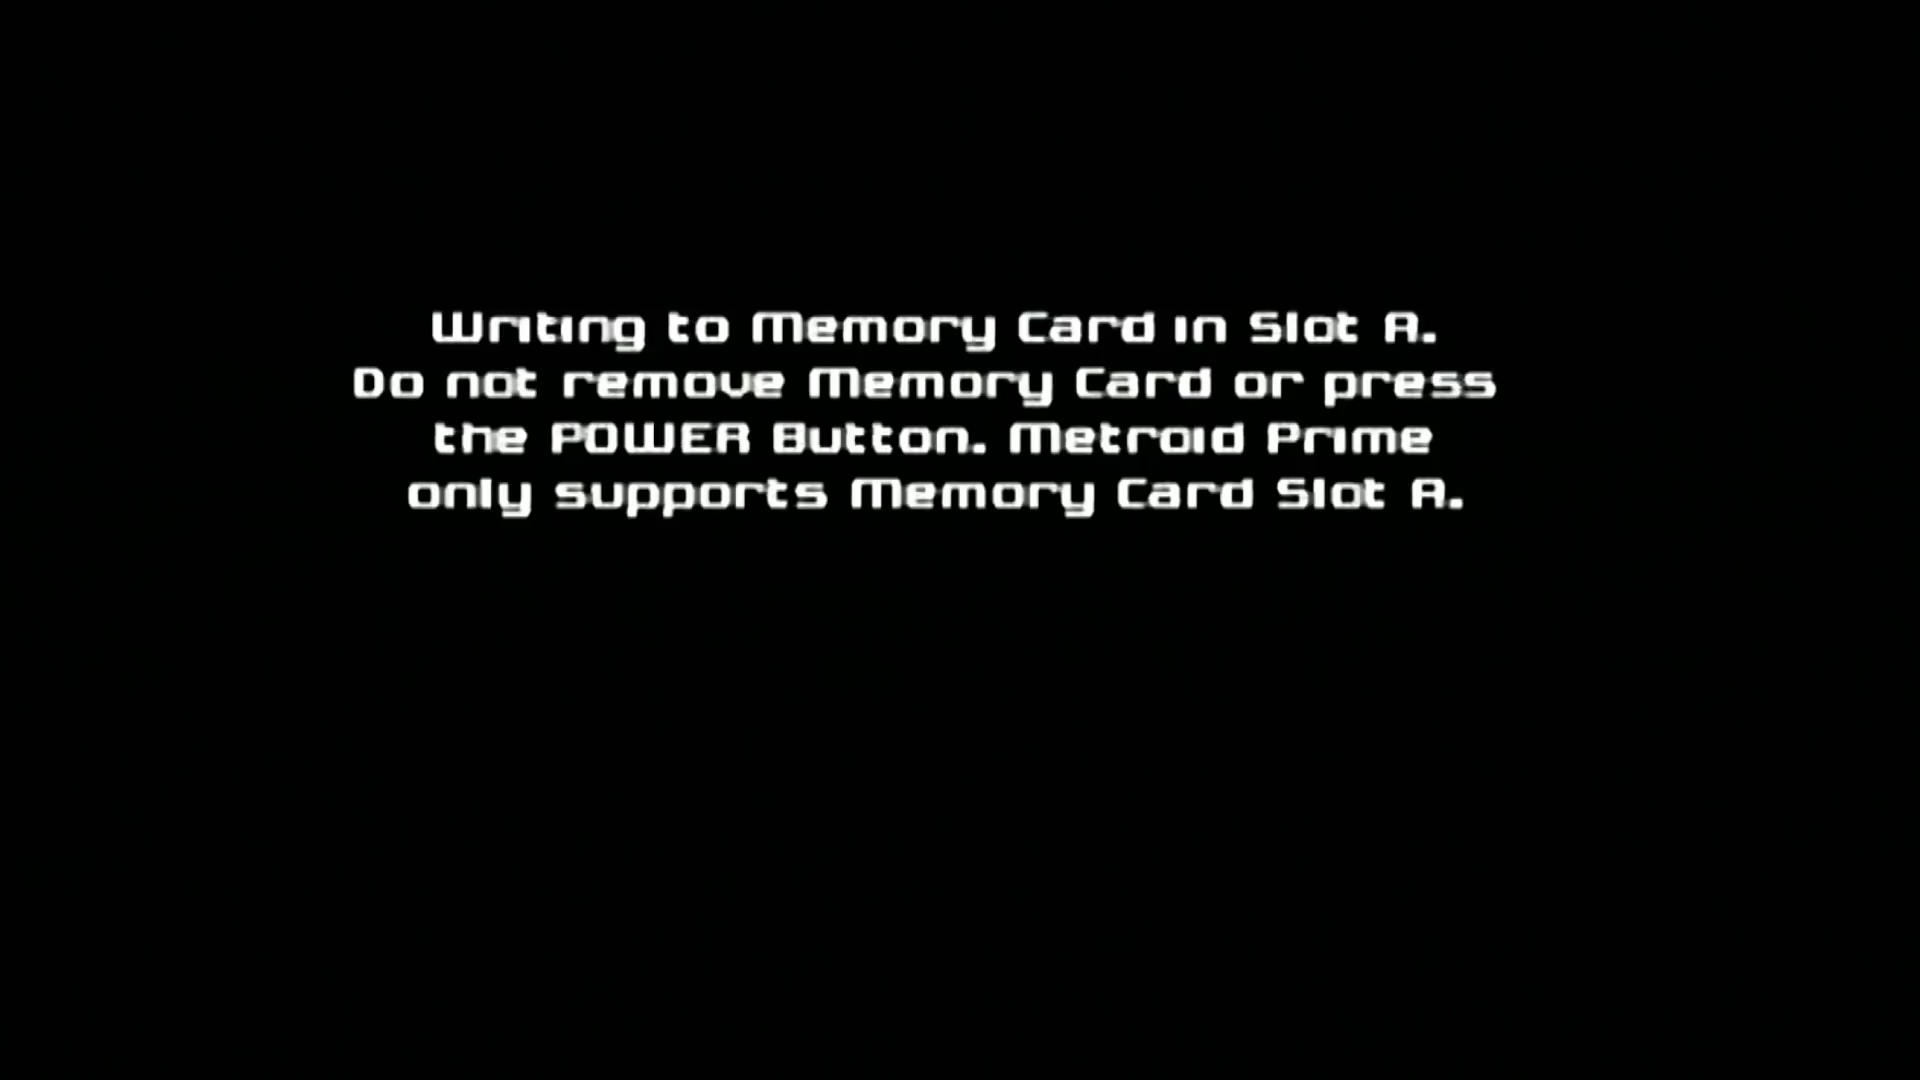 Writing to Memory Card in Slot A.
Do not remove Memory Card or press
the POWER Button. Metroid Prime
only supports Memory Card Slot A.